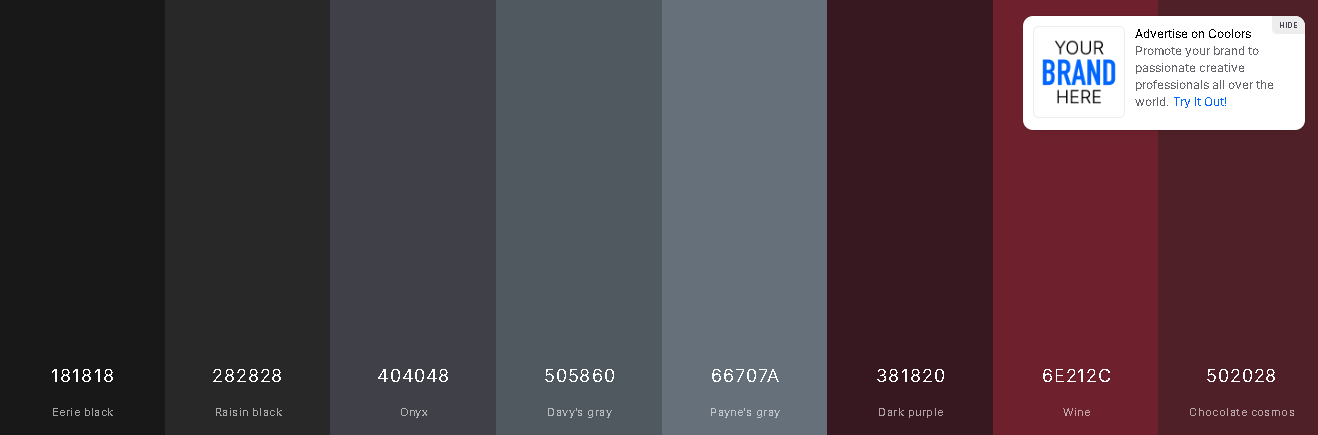 HIDE
YOUR
BRAND
HERE
Advertise on Coolors
Promote your brand to
passionate creative
professionals all over the
world. Try It Out!
181818
282828
404048
505860
66707A
381820
6E212C
502028
Eerie black
Raisin black
Onyx
Davy's gray
Payne's gray
Dark purple
Wine
Chocolate cosmos